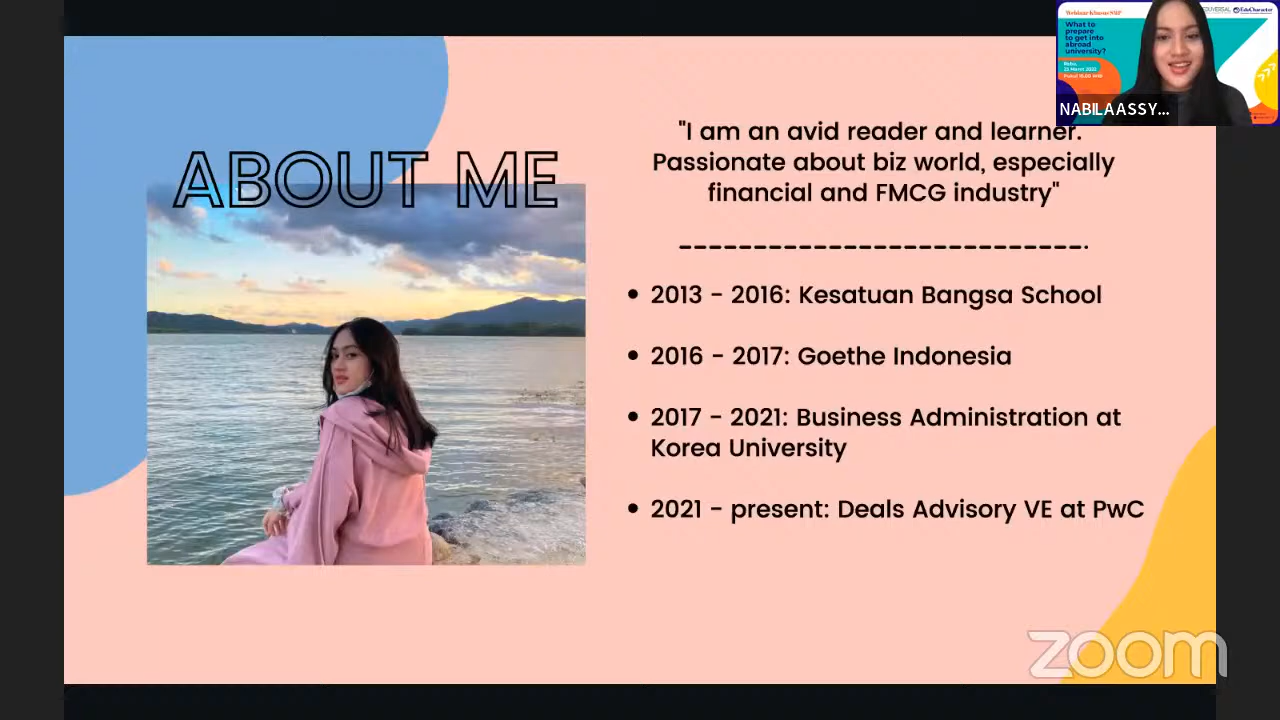 ABOUT ME
"I am an avid reader and learner.
Passionate about biz world, especially
financial and FMCG industry"
2013 - 2016: Kesatuan Bangsa School
2016 - 2017: Goethe Indonesia
2017 - 2021: Business Administration at
Korea University
2021 - present: Deals Advisory VE at PwC
What to
prepare
to get into
abroad
university?
EduCharacter
NABILAASSY...
zoom